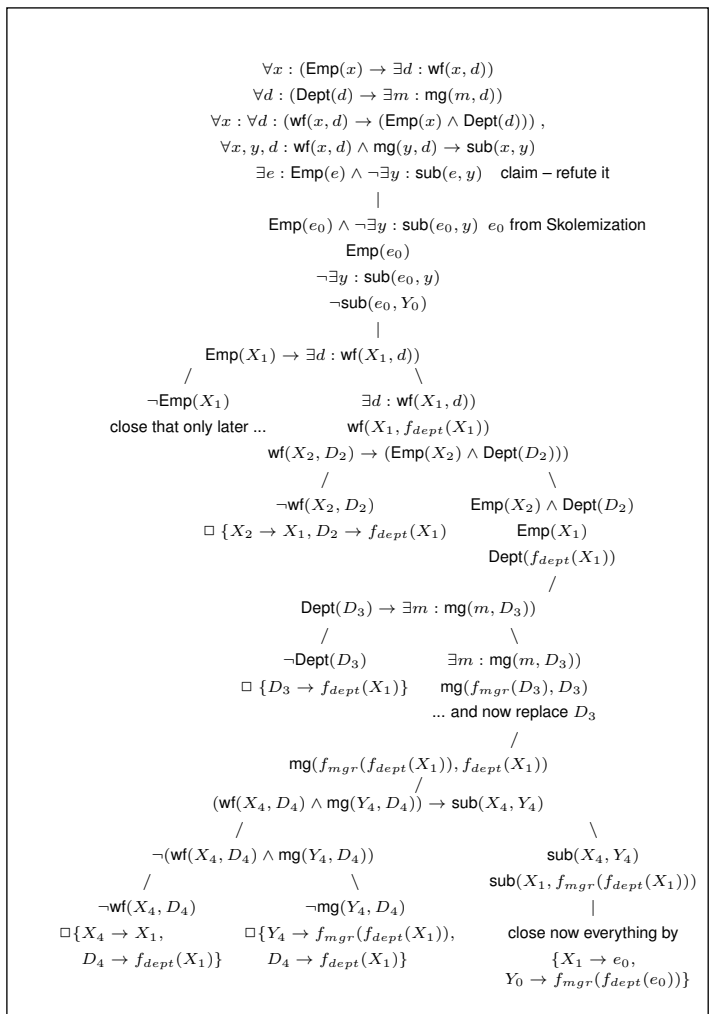 ∀x : (Emp(x) → ∃d : wf(x, d))
∀d : (Dept(d) → ∃m : mg(m, d))
∀x : ∀d : (wf(x, d) → (Emp(x) ∧ Dept(d))) ,
∀x, y, d : wf(x, d) ∧ mg(y, d) → sub(x, y)
∃e : Emp(e) ∧ ¬∃y : sub(e, y) claim – refute it
|
Emp(e₀) ∧ ¬∃y : sub(e₀, y) e₀ from Skolemization
Emp(e₀)
¬∃y : sub(e₀, y)
¬sub(e₀, Y₀)
|
Emp(X₁) → ∃d : wf(X₁, d))
/ \
¬Emp(X₁) ∃d : wf(X₁, d))
close that only later ... wf(X₁, f_dept(X₁))
wf(X₂, D₂) → (Emp(X₂) ∧ Dept(D₂)))
/ \
¬wf(X₂, D₂) Emp(X₂) ∧ Dept(D₂)
□ {X₂ → X₁, D₂ → f_dept(X₁) Emp(X₁)
Dept(f_dept(X₁))
/
Dept(D₃) → ∃m : mg(m, D₃))
/ \
¬Dept(D₃) ∃m : mg(m, D₃))
□ {D₃ → f_dept(X₁)} mg(f_mgr(D₃), D₃)
... and now replace D₃
/
mg(f_mgr(f_dept(X₁)), f_dept(X₁))
/
(wf(X₄, D₄) ∧ mg(Y₄, D₄)) → sub(X₄, Y₄)
/ \
¬(wf(X₄, D₄) ∧ mg(Y₄, D₄)) sub(X₄, Y₄)
/ \ sub(X₁, f_mgr(f_dept(X₁)))
¬wf(X₄, D₄) ¬mg(Y₄, D₄) |
□{X₄ → X₁, □{Y₄ → f_mgr(f_dept(X₁)), close now everything by
D₄ → f_dept(X₁)} D₄ → f_dept(X₁)} {X₁ → e₀,
Y₀ → f_mgr(f_dept(e₀))}